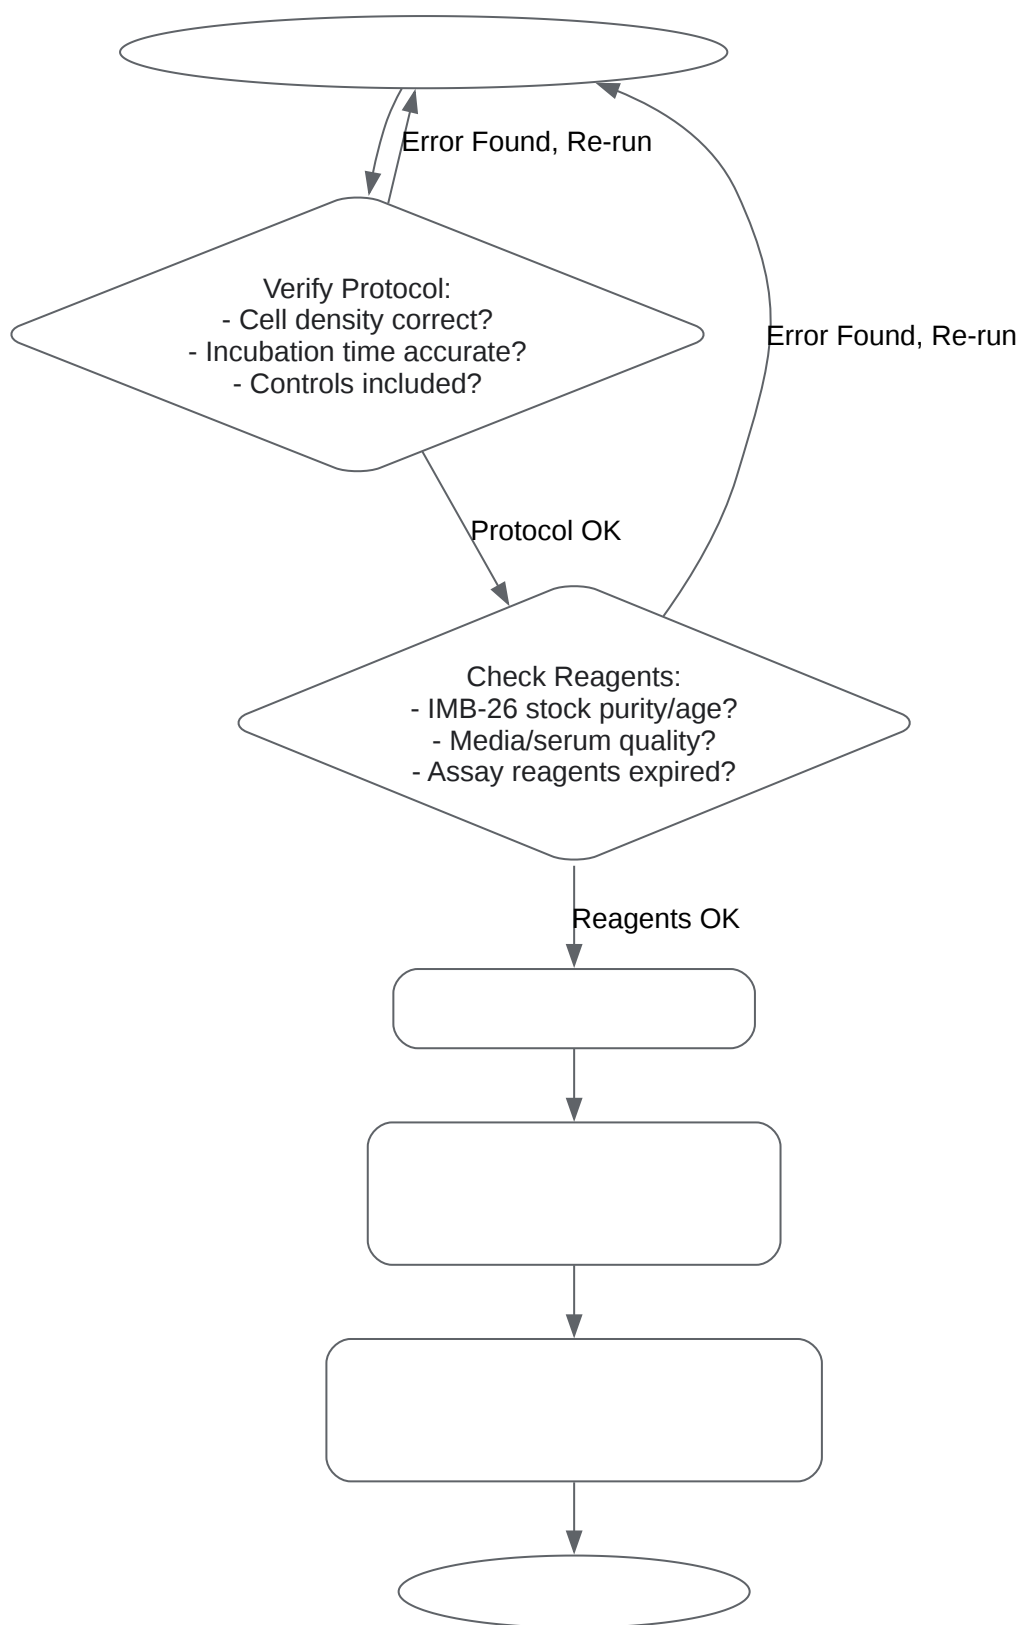 Error Found, Re-run
Verify Protocol:
- Cell density correct?
- Incubation time accurate?
- Controls included?
Error Found, Re-run
Protocol OK
Check Reagents:
- IMB-26 stock purity/age?
- Media/serum quality?
- Assay reagents expired?
Reagents OK